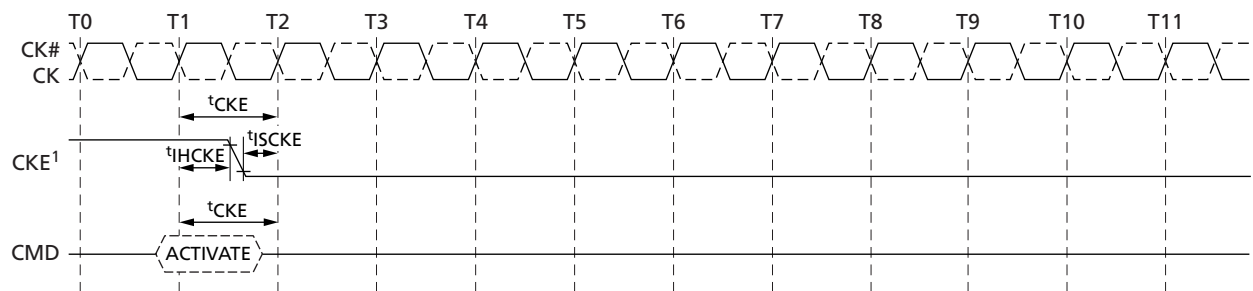 T0 T1 T2 T3 T4 T5 T6 T7 T8 T9 T10 T11
CK#
CK
tCKE
tISCKE
CKE1
tIHCKE
tCKE
CMD
ACTIVATE